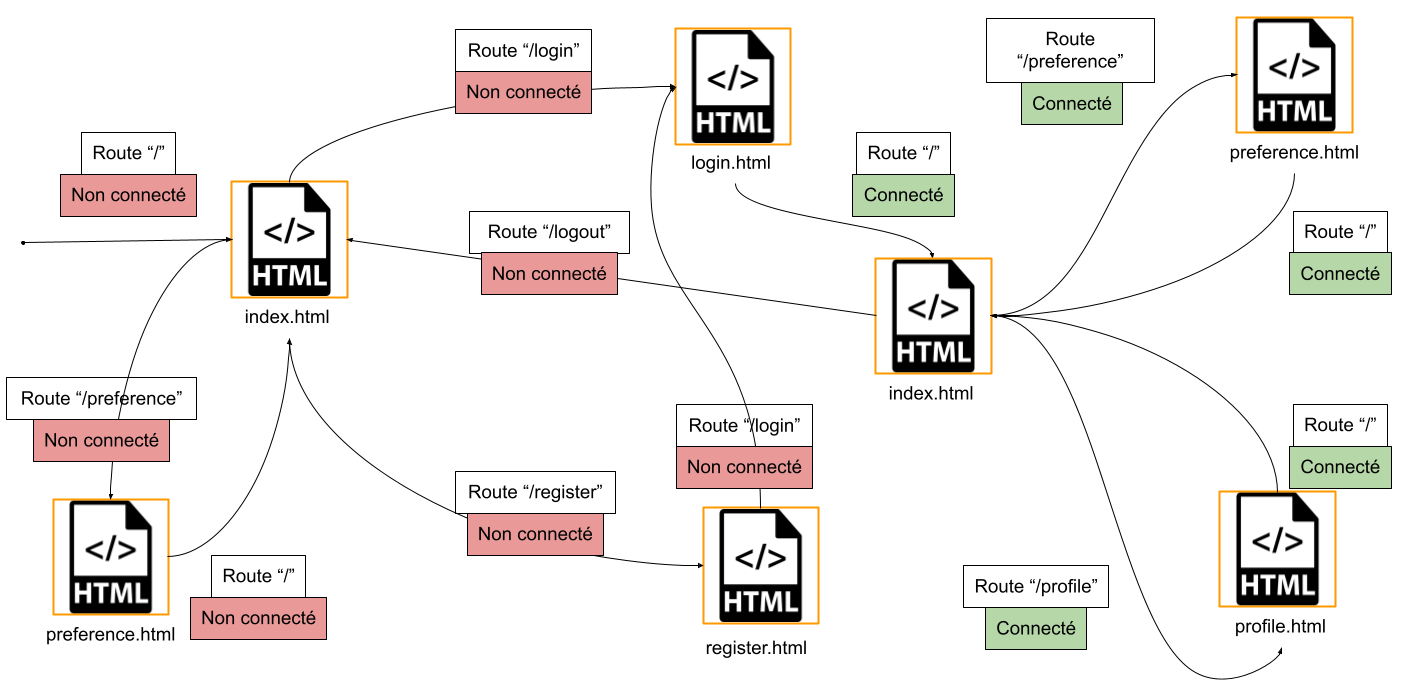 Route “/login”
Non connecté
</>
HTML
login.html
Route
“/preference”
Connecté
</>
HTML
preference.html
Route “/”
Non connecté
</>
HTML
index.html
Route “/logout”
Non connecté
Route “/”
Connecté
</>
HTML
index.html
Route “/”
Connecté
Route “/preference”
Non connecté
</>
HTML
preference.html
Route “/”
Non connecté
Route “/register”
Non connecté
Route “/login”
Non connecté
</>
HTML
register.html
Route “/profile”
Connecté
Route “/”
Connecté
</>
HTML
profile.html